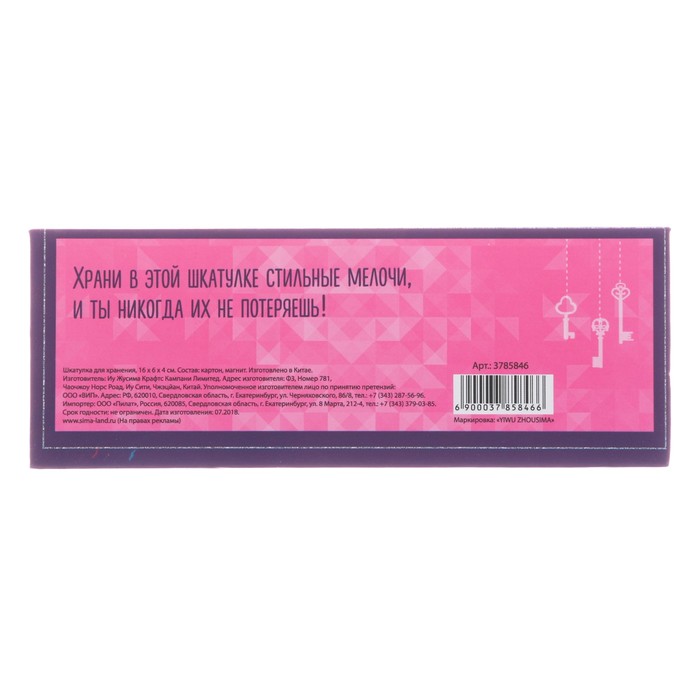 Храни в этой шкатулке стильные мелочи,
и ты никогда их не потеряешь!
Шкатулка для хранения, 16 х 6 х 4 см. Состав: картон, магнит. Изготовлено в Китае.
Изготовитель: Иу Жусима Крафтс Кампани Лимитед. Адрес изготовителя: Ф3, Номер 781,
Чаочжоу Норс Роад, Иу Сити, Чжэцзян, Китай. Уполномоченное лицо по принятию претензий:
ООО «ВИП». Адрес: РФ, 620010, Свердловская область, г. Екатеринбург, ул. Черняховского, 86/8, тел.: +7 (343) 287-56-96.
Импортер: ООО «Пилат», Россия, 620085, Свердловская область, г. Екатеринбург, ул. 8 Марта, 212-4, тел.: +7 (343) 379-03-85.
Срок годности: не ограничен. Дата изготовления: 07.2018.
www.sima-land.ru (На правах рекламы)
Арт.: 3785846
6 900037 858466
Маркировка: «YIWU ZHOUSIMA»